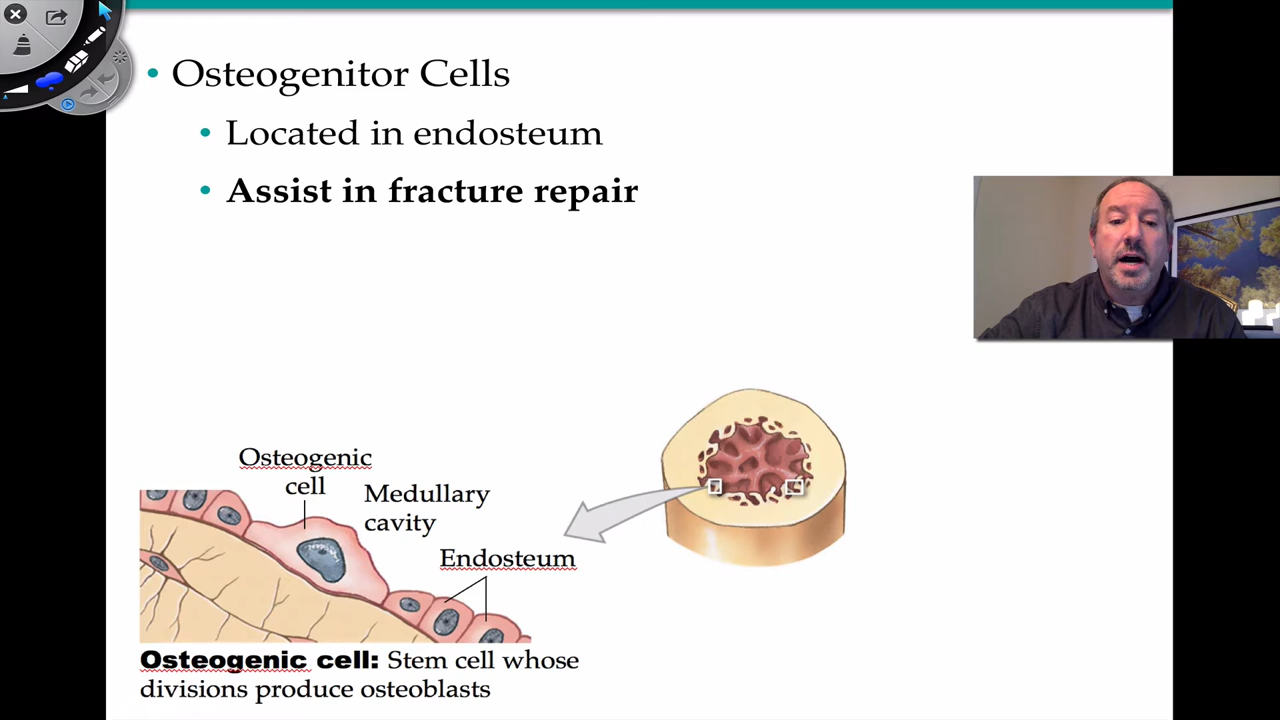 • Osteogenitor Cells
• Located in endosteum
• Assist in fracture repair
Osteogenic
cell
Medullary
cavity
Endosteum
Osteogenic cell: Stem cell whose
divisions produce osteoblasts